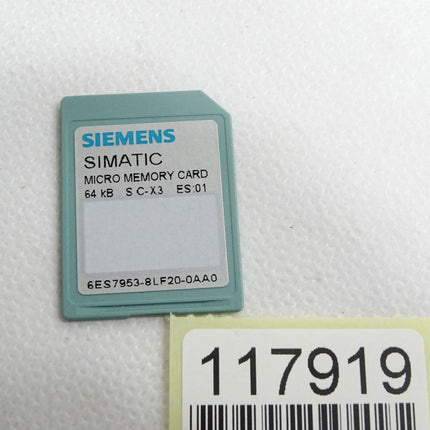 SIEMENS
SIMATIC
MICRO MEMORY CARD
64 kB S C-X3 ES:01
6ES7953-8LF20-0AA0
117919